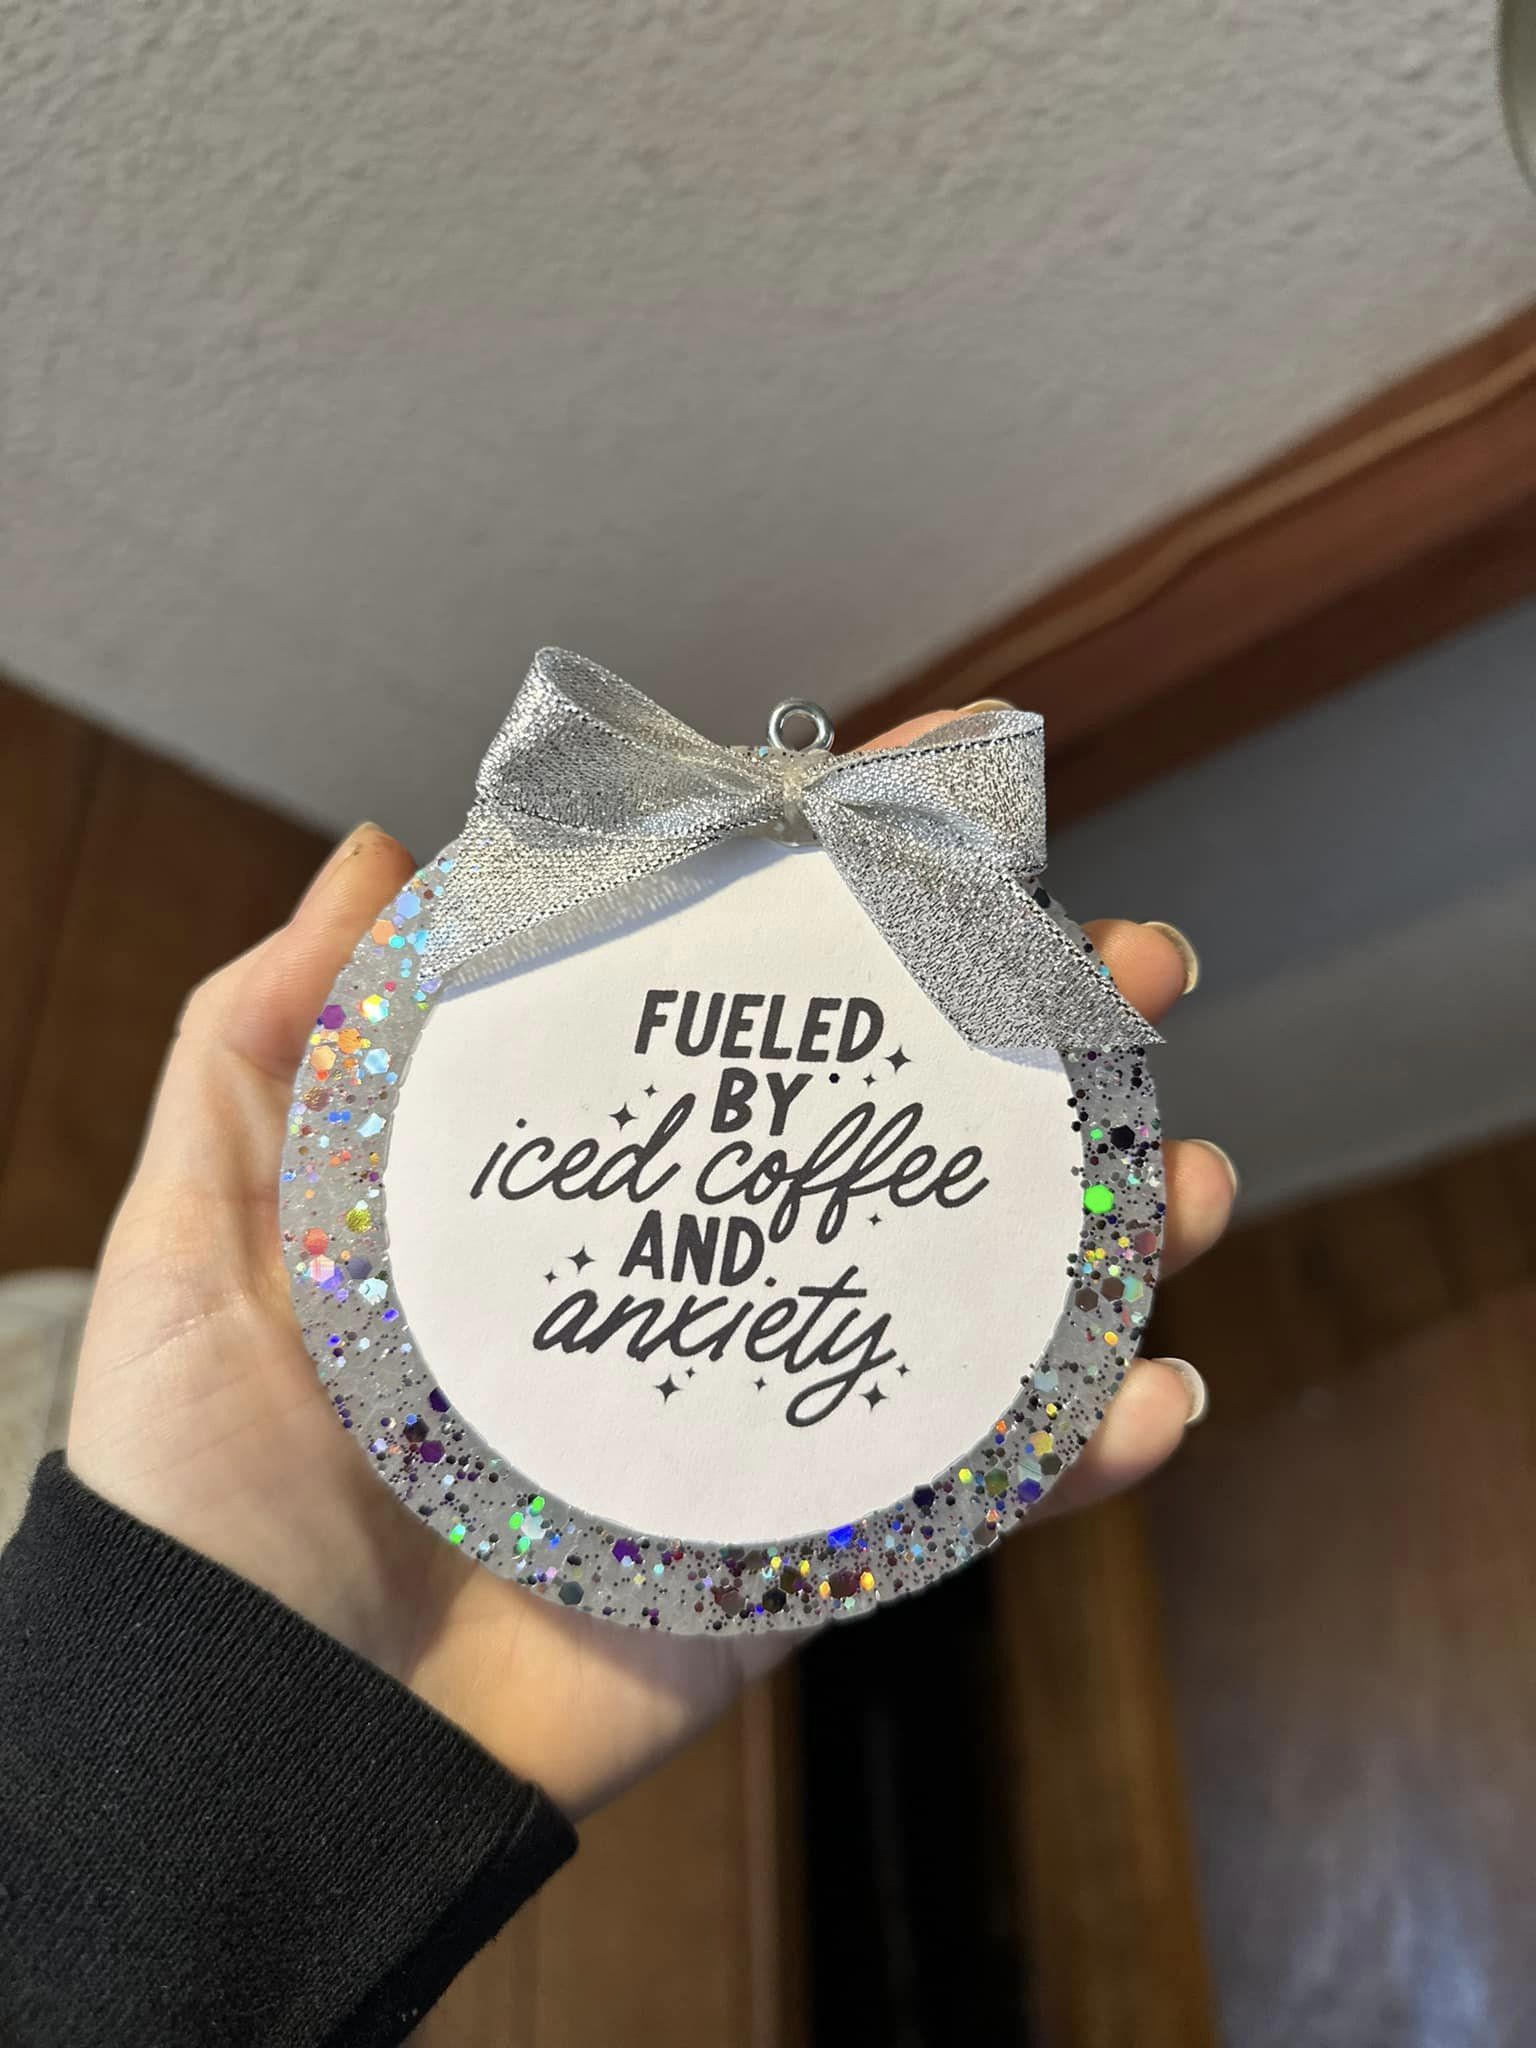 FUELED
BY
iced coffee
AND
anxiety